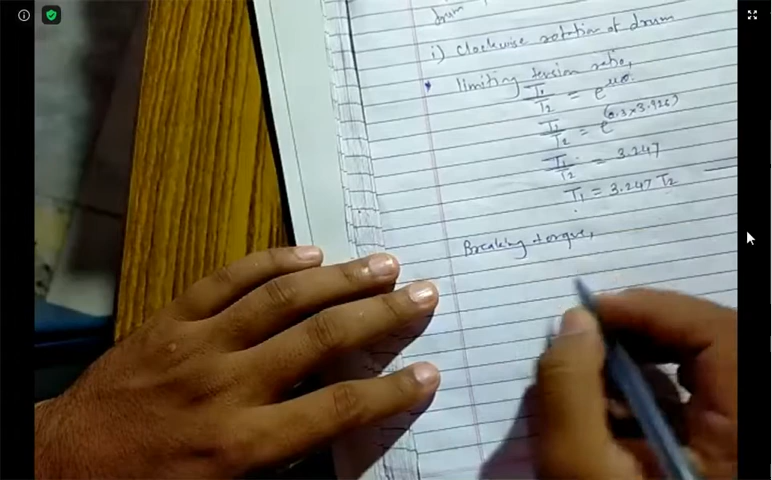 drum
i) Clockwise rotation of drum
* limiting tension ratio,
T1/T2 = e^μθ.
T1/T2 = e^(0.3×3.926)
T1/T2 = 3.247
T1 = 3.247 T2
Breaking torque,